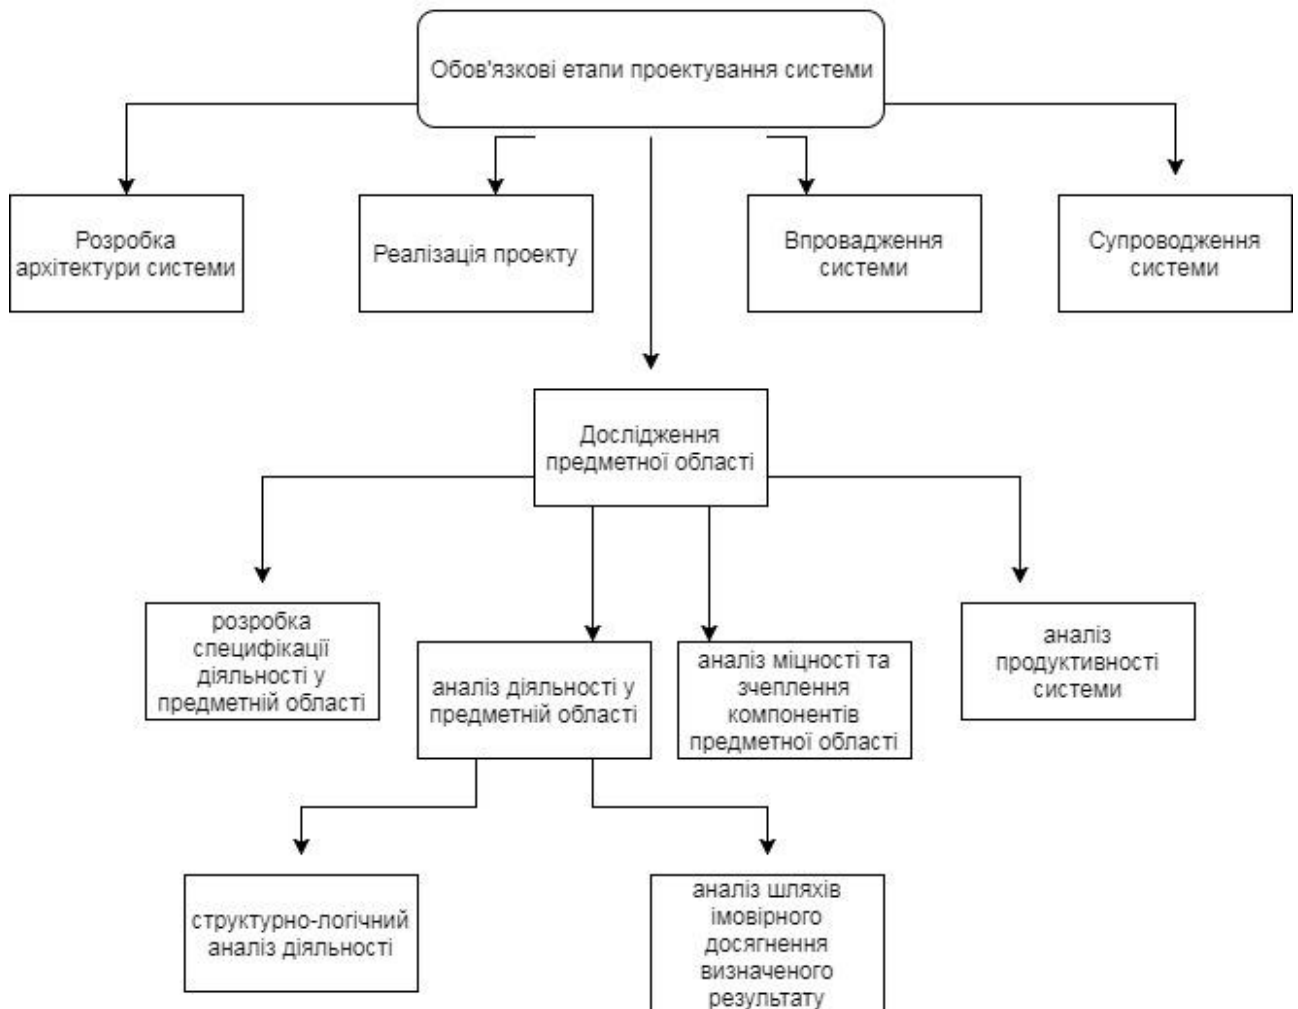 Обов'язкові етапи проектування системи
Розробка
архітектури системи
Реалізація проекту
Впровадження
системи
Супроводження
системи
Дослідження
предметної області
розробка
специфікації
діяльності у
предметній області
аналіз діяльності у
предметній області
аналіз міцності та
зчеплення
компонентів
предметної області
аналіз
продуктивності
системи
структурно-логічний
аналіз діяльності
аналіз шляхів
імовірного
досягнення
визначеного
результату